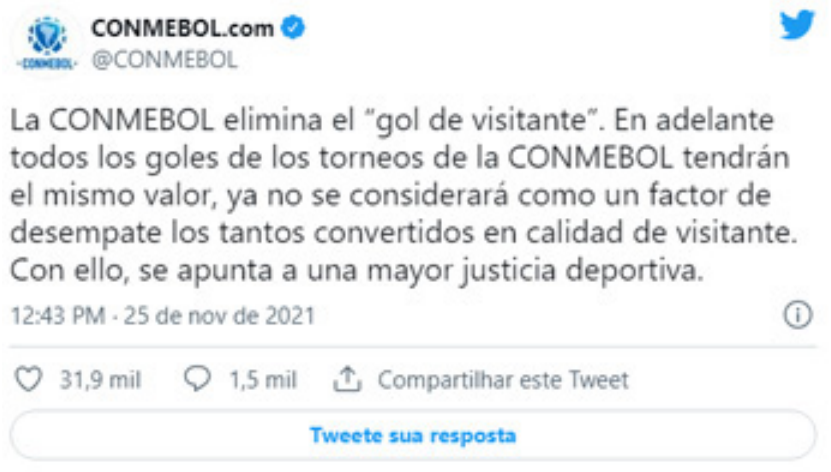 CONMEBOL.com
@CONMEBOL
CONMEBOL
La CONMEBOL elimina el “gol de visitante”. En adelante
todos los goles de los torneos de la CONMEBOL tendrán
el mismo valor, ya no se considerará como un factor de
desempate los tantos convertidos en calidad de visitante.
Con ello, se apunta a una mayor justicia deportiva.
12:43 PM · 25 de nov de 2021
31,9 mil 1,5 mil Compartilhar este Tweet
Tweete sua resposta